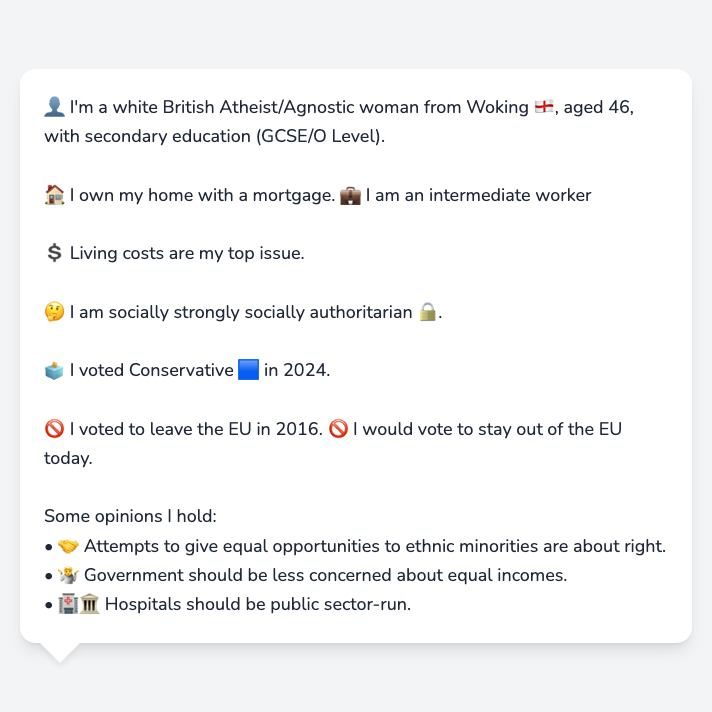 👤 I'm a white British Atheist/Agnostic woman from Woking 🏴󠁧󠁢󠁥󠁮󠁧󠁿, aged 46,
with secondary education (GCSE/O Level).
🏠 I own my home with a mortgage. 💼 I am an intermediate worker
💲 Living costs are my top issue.
🤔 I am socially strongly socially authoritarian 🔒.
🗳️ I voted Conservative 🟦 in 2024.
🚫 I voted to leave the EU in 2016. 🚫 I would vote to stay out of the EU
today.
Some opinions I hold:
• 🤝 Attempts to give equal opportunities to ethnic minorities are about right.
• 🤷 Government should be less concerned about equal incomes.
• 🏥🏛️ Hospitals should be public sector-run.